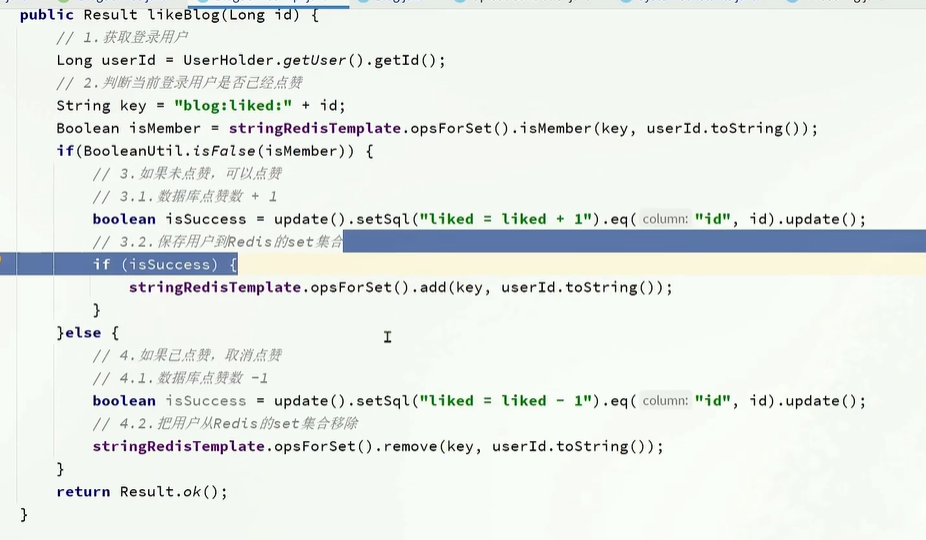 public Result likeBlog(Long id) {
// 1.获取登录用户
Long userId = UserHolder.getUser().getId();
// 2.判断当前登录用户是否已经点赞
String key = "blog:liked:" + id;
Boolean isMember = stringRedisTemplate.opsForSet().isMember(key, userId.toString());
if(BooleanUtil.isFalse(isMember)) {
// 3.如果未点赞，可以点赞
// 3.1.数据库点赞数 + 1
boolean isSuccess = update().setSql("liked = liked + 1").eq( column: "id", id).update();
// 3.2.保存用户到Redis的set集合
if (isSuccess) {
stringRedisTemplate.opsForSet().add(key, userId.toString());
}
}else {
// 4.如果已点赞，取消点赞
// 4.1.数据库点赞数 -1
boolean isSuccess = update().setSql("liked = liked - 1").eq( column: "id", id).update();
// 4.2.把用户从Redis的set集合移除
stringRedisTemplate.opsForSet().remove(key, userId.toString());
}
return Result.ok();
}